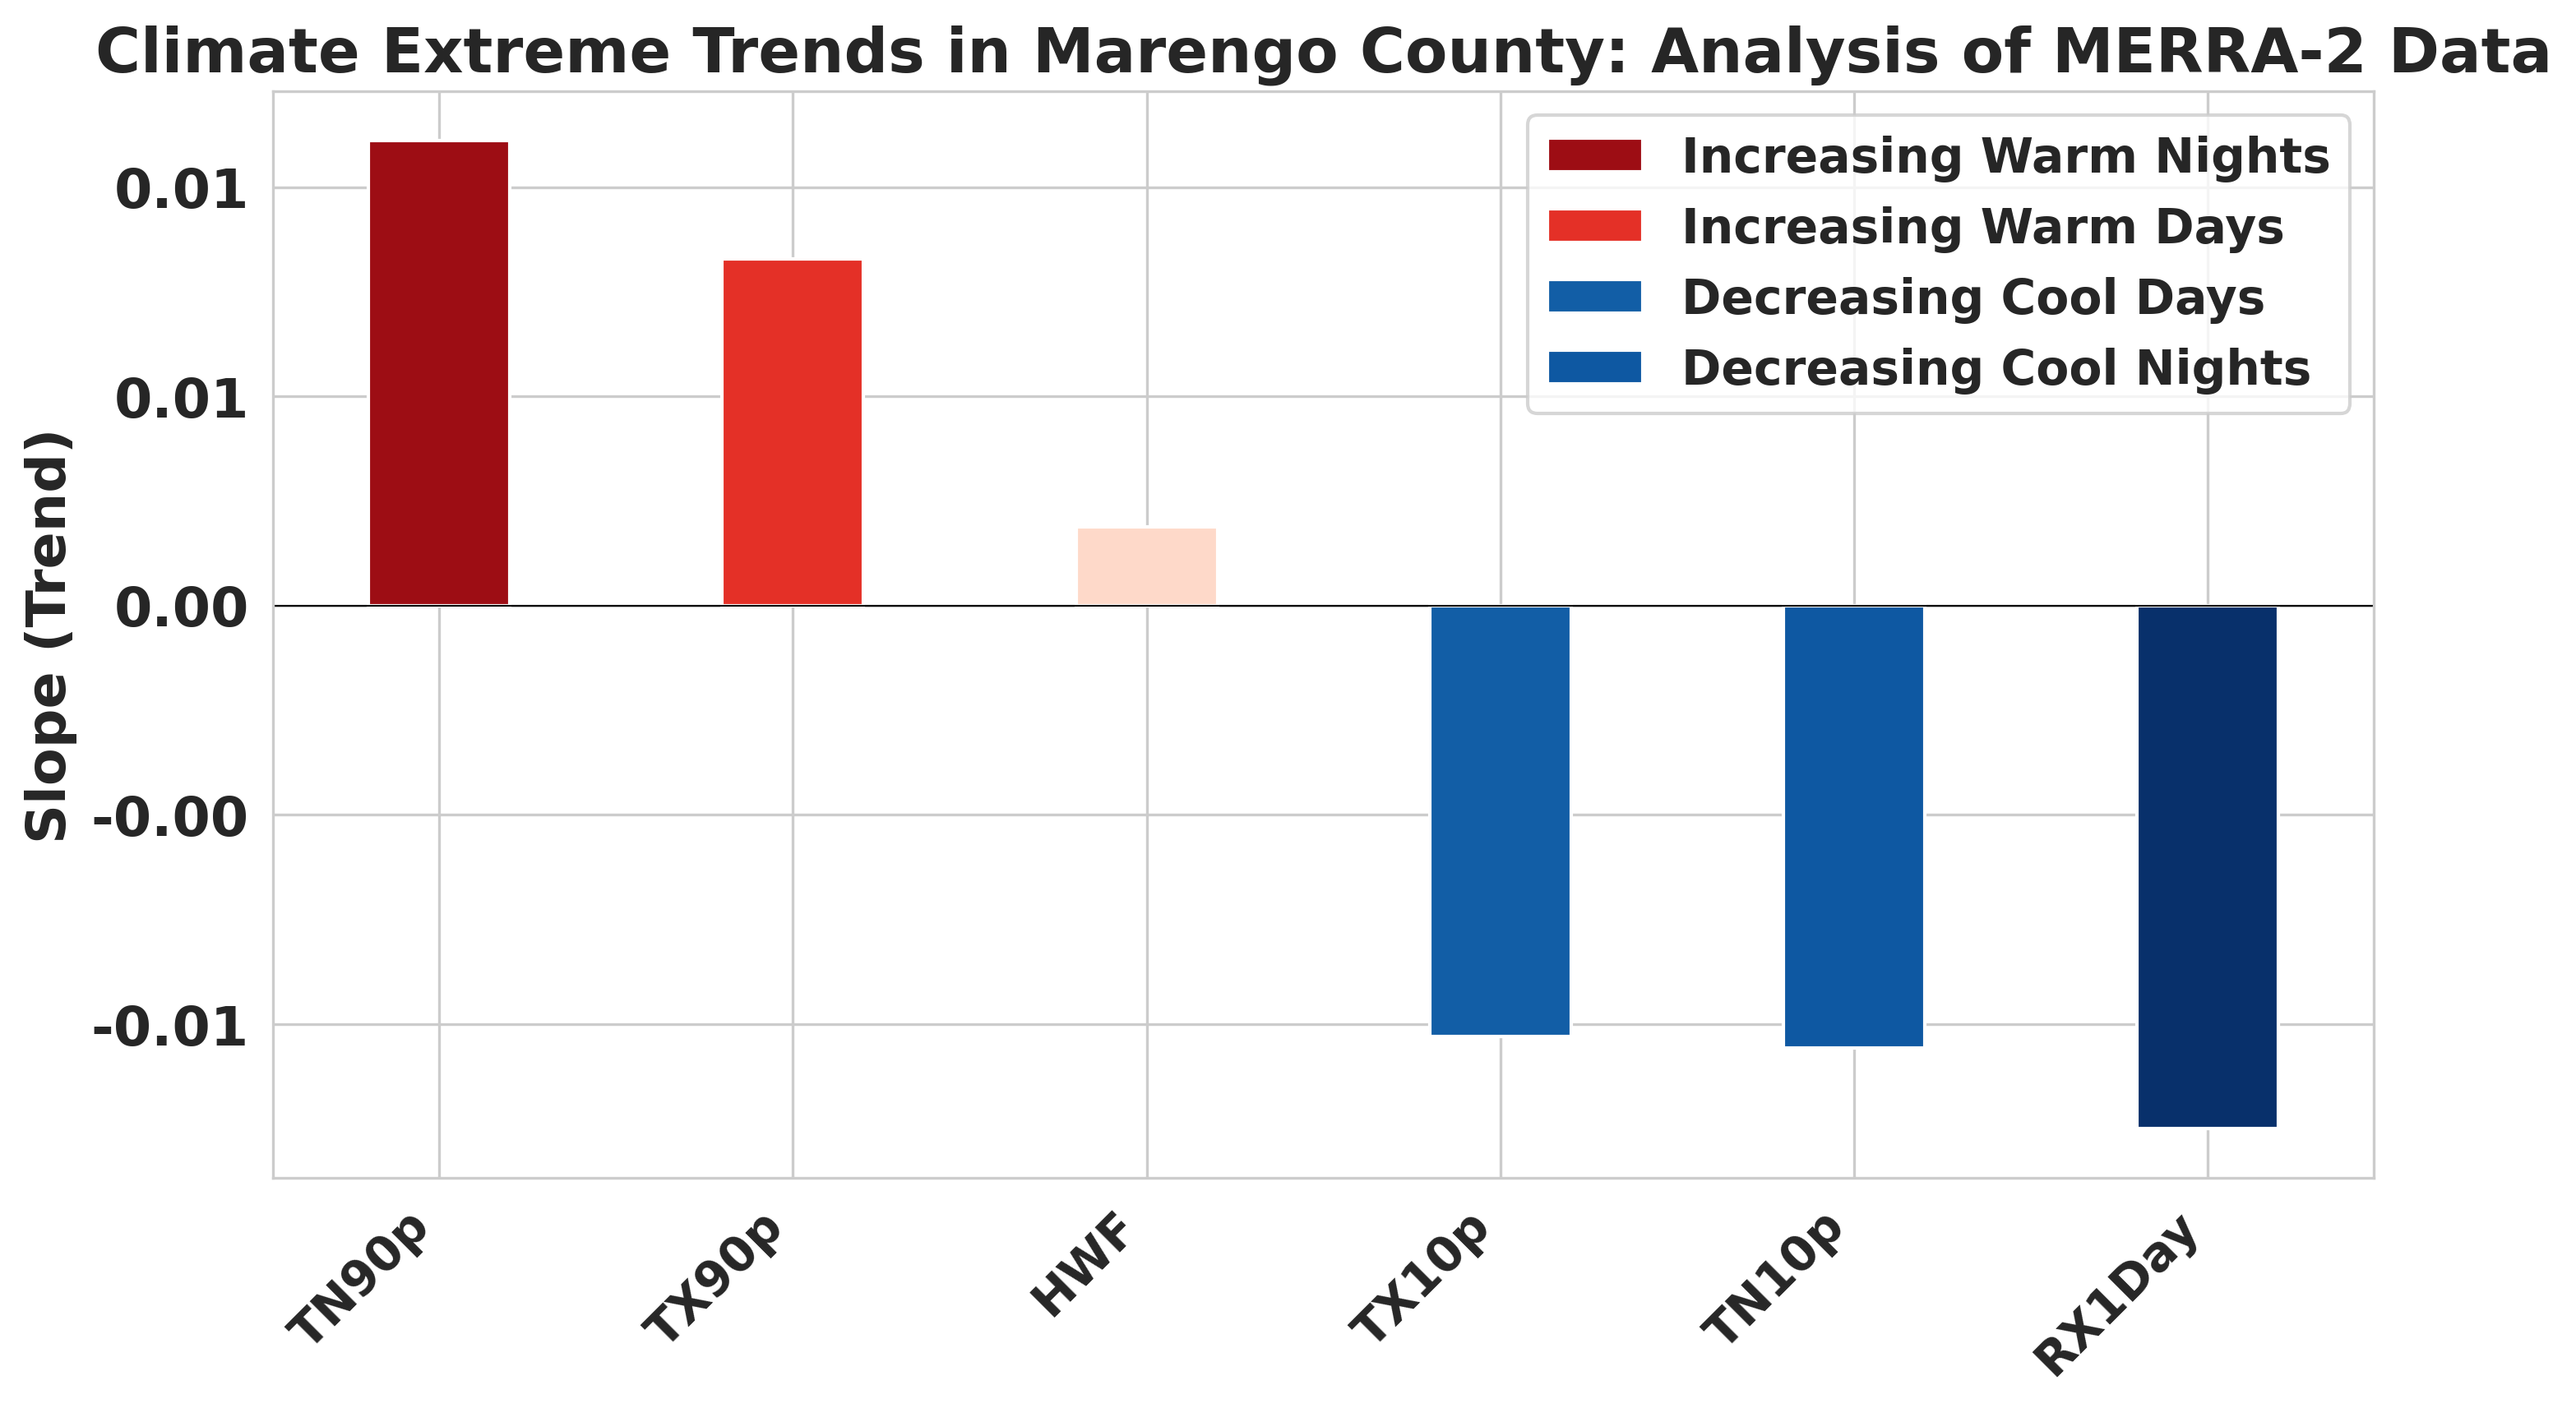 Climate Extreme Trends in Marengo County: Analysis of MERRA-2 Data
Increasing Warm Nights
Increasing Warm Days
Decreasing Cool Days
Decreasing Cool Nights
Slope (Trend)
0.01
0.01
0.00
-0.00
-0.01
TN90p
TX90p
HWF
TX10p
TN10p
RX1Day